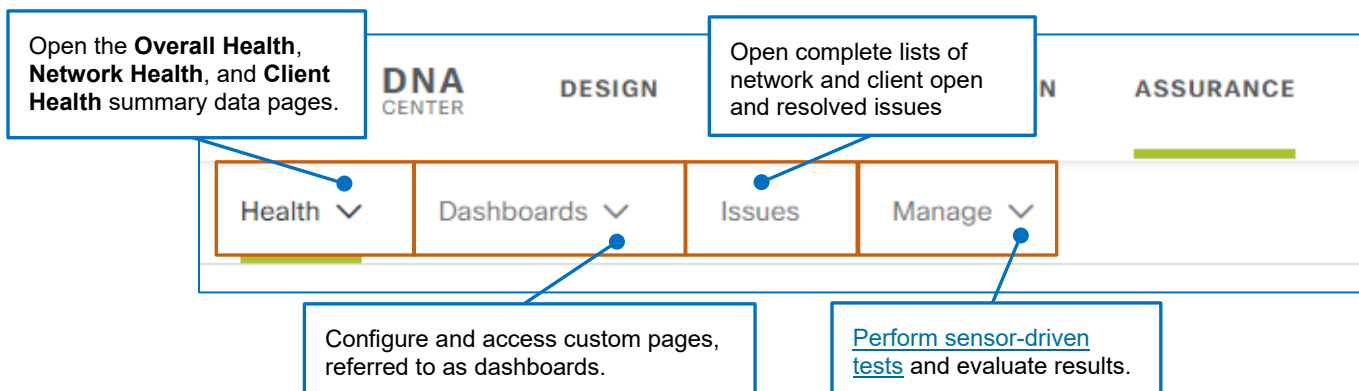 Open the Overall Health,
Network Health, and Client
Health summary data pages.
DNA
CENTER
DESIGN
Open complete lists of
network and client open
and resolved issues
N
ASSURANCE
Health
Dashboards
Issues
Manage
Configure and access custom pages,
referred to as dashboards.
Perform sensor-driven
tests and evaluate results.